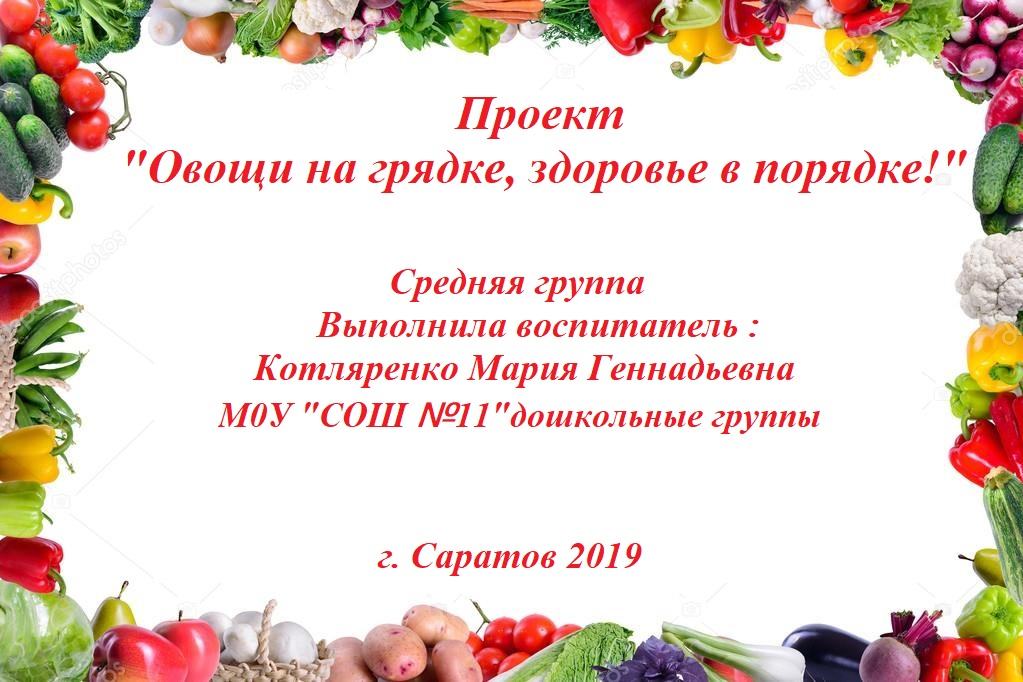 Проект
"Овощи на грядке, здоровье в порядке!"
Средняя группа
Выполнила воспитатель :
Котляренко Мария Геннадьевна
М0У "СОШ №11"дошкольные группы
г. Саратов 2019